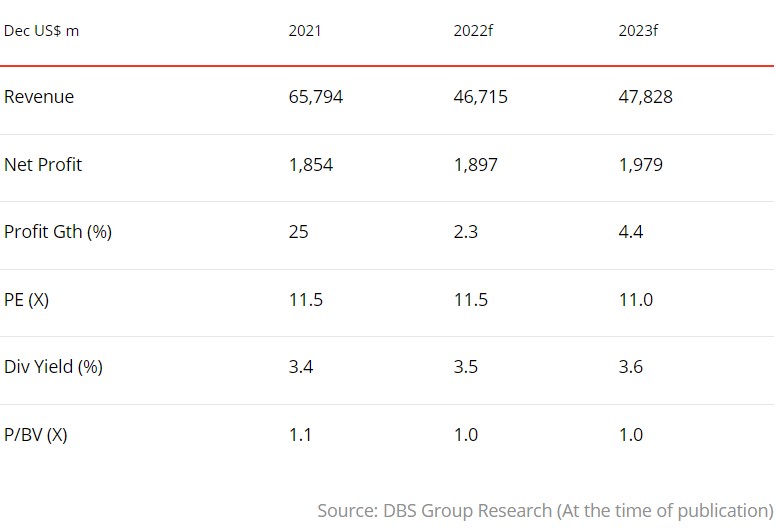 Dec US$ m 2021 2022f 2023f
Revenue 65,794 46,715 47,828
Net Profit 1,854 1,897 1,979
Profit Gth (%) 25 2.3 4.4
PE (X) 11.5 11.5 11.0
Div Yield (%) 3.4 3.5 3.6
P/BV (X) 1.1 1.0 1.0
Source: DBS Group Research (At the time of publication)